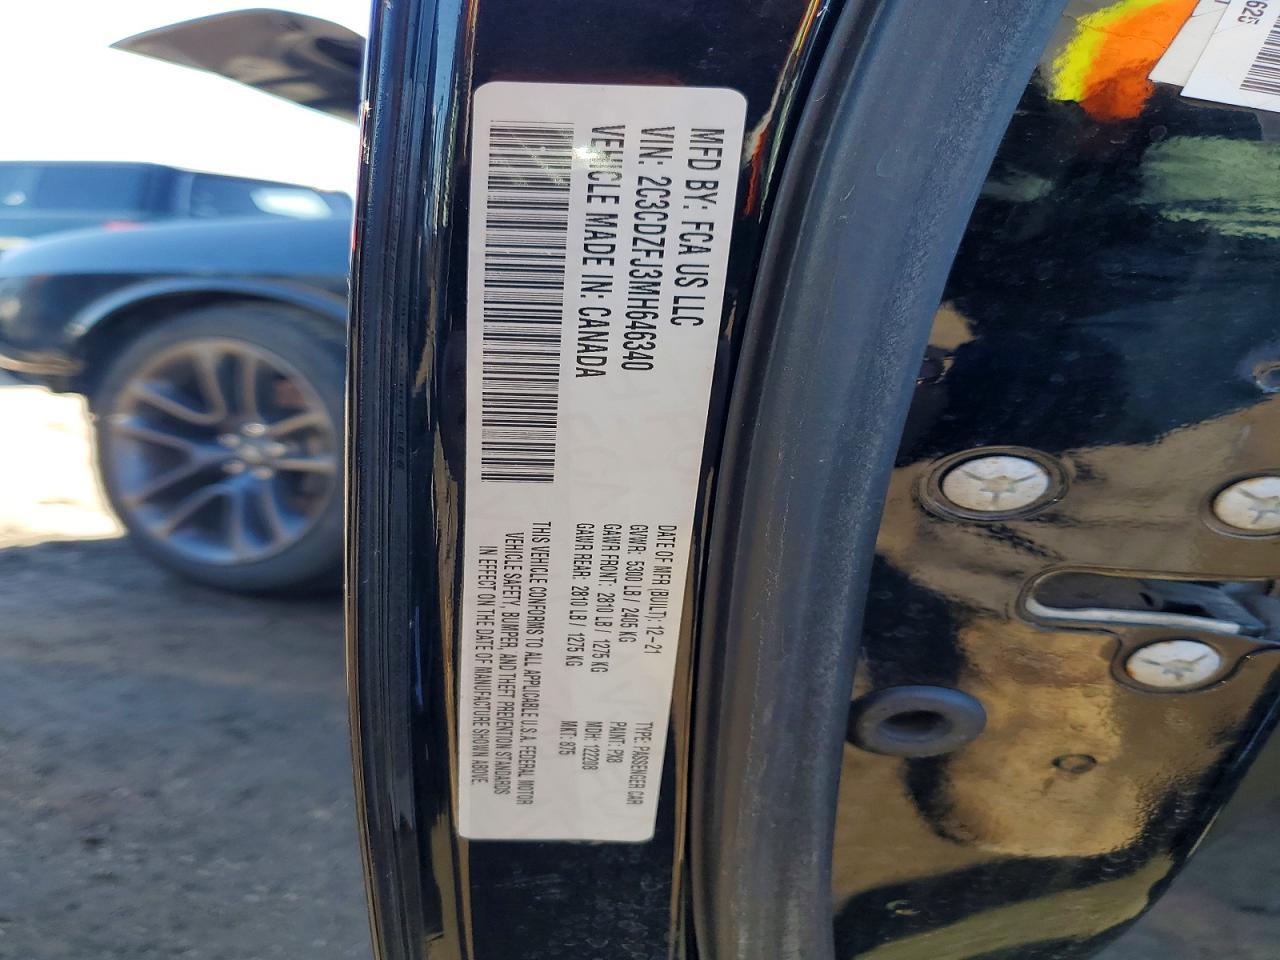 MFD BY: FCA US LLC
VIN: 2C3CDZFJ3MH646340
VEHICLE MADE IN: CANADA
DATE OF MFR (BUILT): 12-21
GVWR: 5300 LB / 2405 KG
GAWR FRONT: 2810 LB / 1275 KG
GAWR REAR: 2810 LB / 1275 KG
THIS VEHICLE CONFORMS TO ALL APPLICABLE U.S.A. FEDERAL MOTOR
VEHICLE SAFETY, BUMPER, AND THEFT PREVENTION STANDARDS
IN EFFECT ON THE DATE OF MANUFACTURE SHOWN ABOVE.
TYPE: PASSENGER CAR
PAINT: PX8
MDH: 122208
MKT: 875